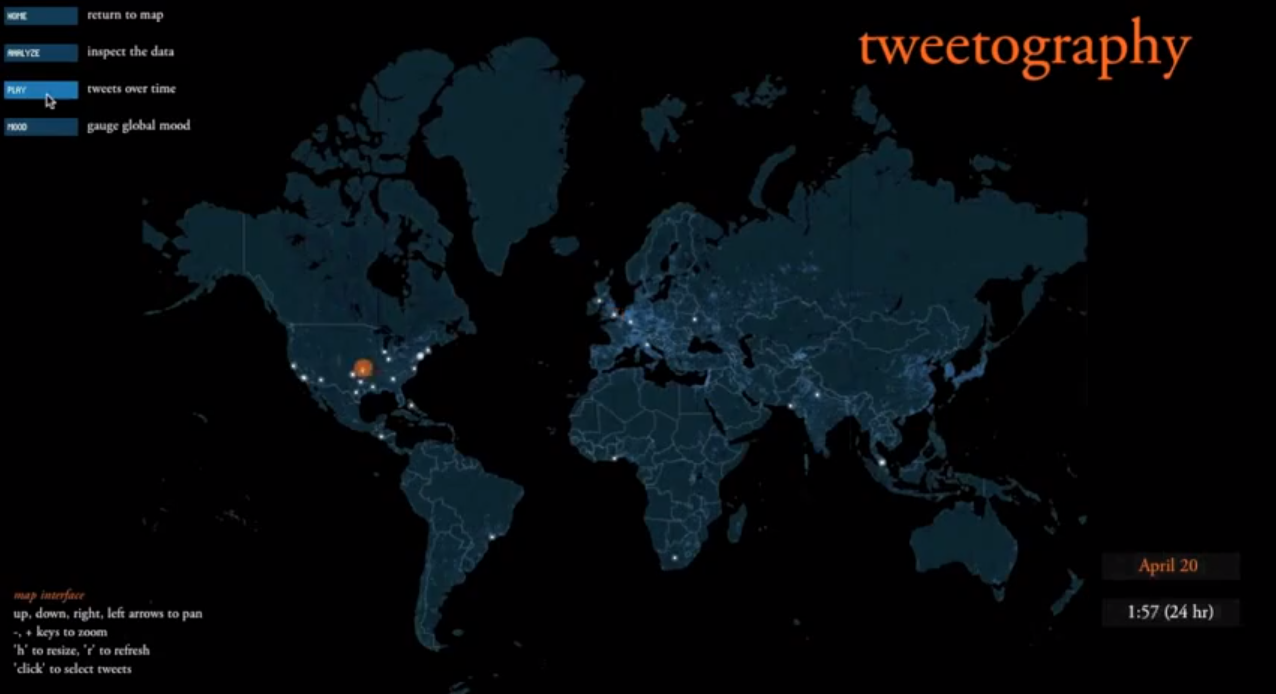 HOME return to map
tweetography
ANALYZE inspect the data
PLAY tweets over time
MOOD gauge global mood
April 20
1:57 (24 hr)
map interface
up, down, right, left arrows to pan
-, + keys to zoom
'h' to resize, 'r' to refresh
'click' to select tweets